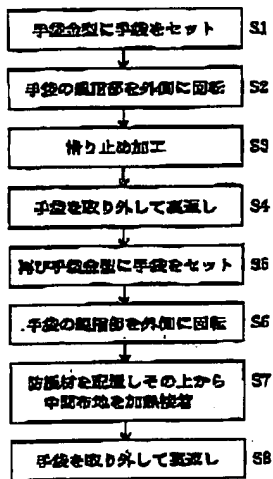 手袋金型に手袋をセット S1
手袋の親指部を外側に回転 S2
滑り止め加工 S3
手袋を取り外して裏返し S4
再び手袋金型に手袋をセット S5
手袋の親指部を外側に回転 S6
防振材を配置しその上から
中間布地を加熱接着 S7
手袋を取り外して裏返し S8